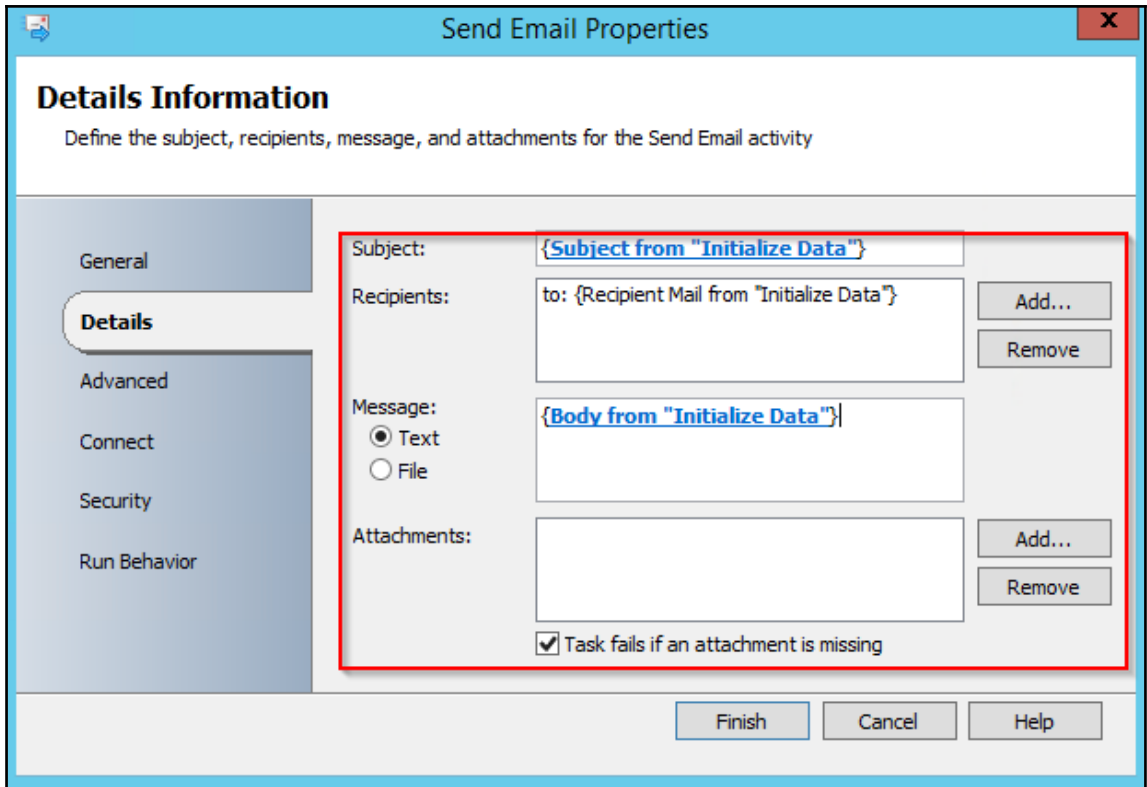 Send Email Properties
x
Details Information
Define the subject, recipients, message, and attachments for the Send Email activity
General
Details
Advanced
Connect
Security
Run Behavior
Subject:
{Subject from "Initialize Data"}
Recipients:
to: {Recipient Mail from "Initialize Data"}
Add...
Remove
Message:
Text
File
{Body from "Initialize Data"}
Attachments:
Add...
Remove
Task fails if an attachment is missing
Finish
Cancel
Help